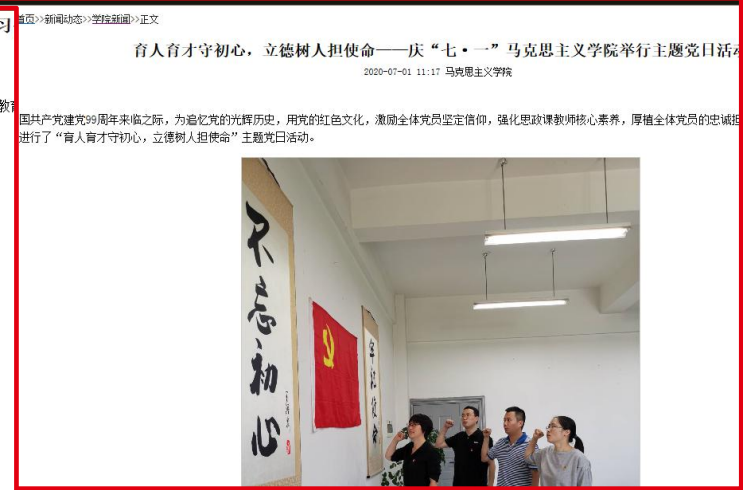 习
首页>>新闻动态>>学院新闻>>正文
育人育才守初心，立德树人担使命——庆“七·一”马克思主义学院举行主题党日活动
2020-07-01 11:17 马克思主义学院
教育
国共产党建党99周年来临之际，为追忆党的光辉历史，用党的红色文化，激励全体党员坚定信仰，强化思政课教师核心素养，厚植全体党员的忠诚担
进行了“育人育才守初心，立德树人担使命”主题党日活动。
不忘初心
牢记使命